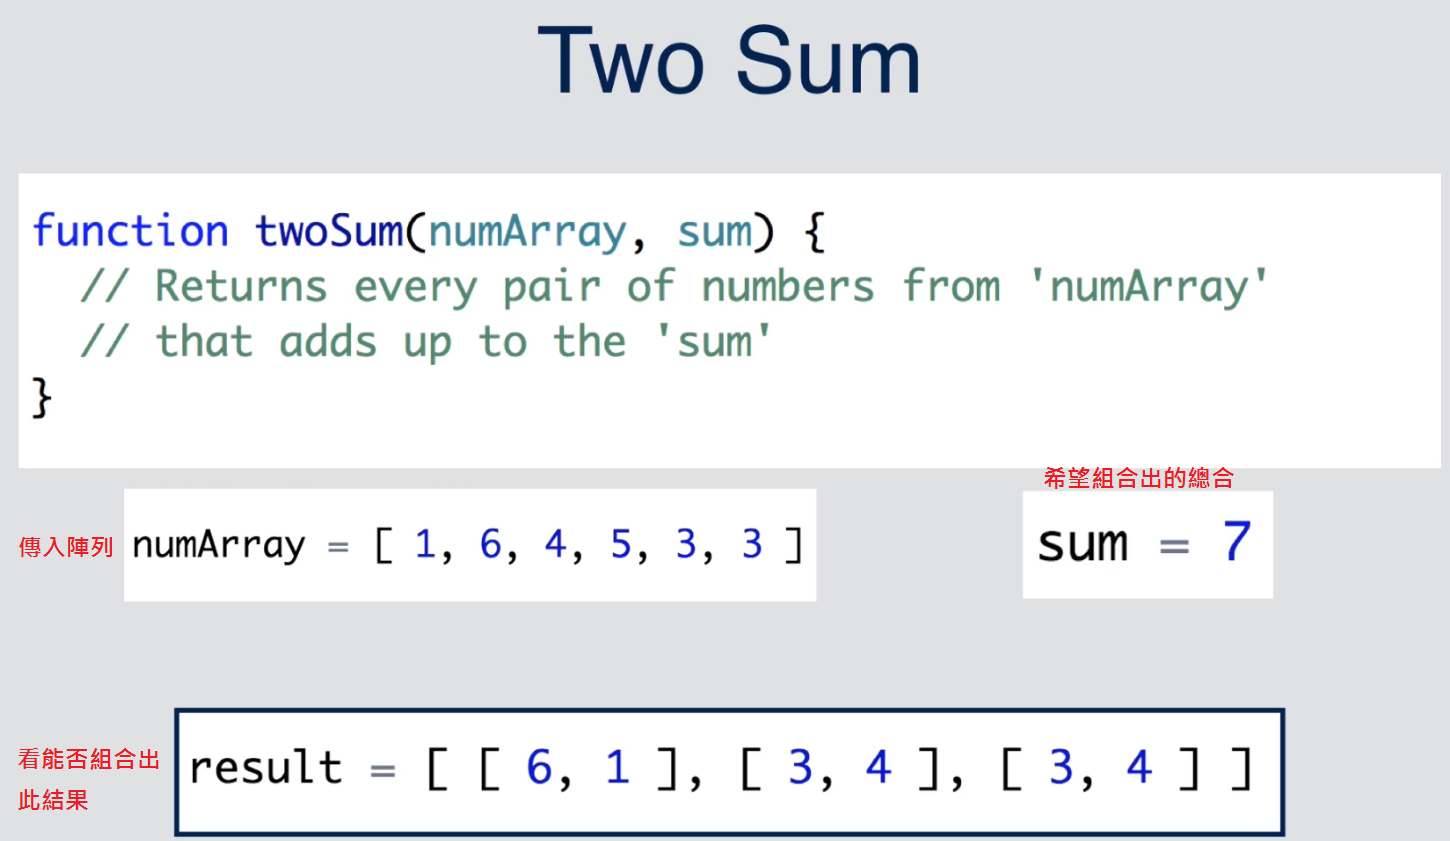 Two Sum
function twoSum(numArray, sum) {
// Returns every pair of numbers from 'numArray'
// that adds up to the 'sum'
}
希望組合出的總合
傳入陣列
numArray = [ 1, 6, 4, 5, 3, 3 ]
sum = 7
看能否組合出
此結果
result = [ [ 6, 1 ], [ 3, 4 ], [ 3, 4 ] ]